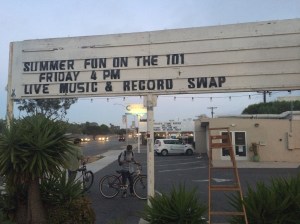 SUMMER FUN ON THE 101
FRIDAY 4 PM
LIVE MUSIC & RECORD SWAP